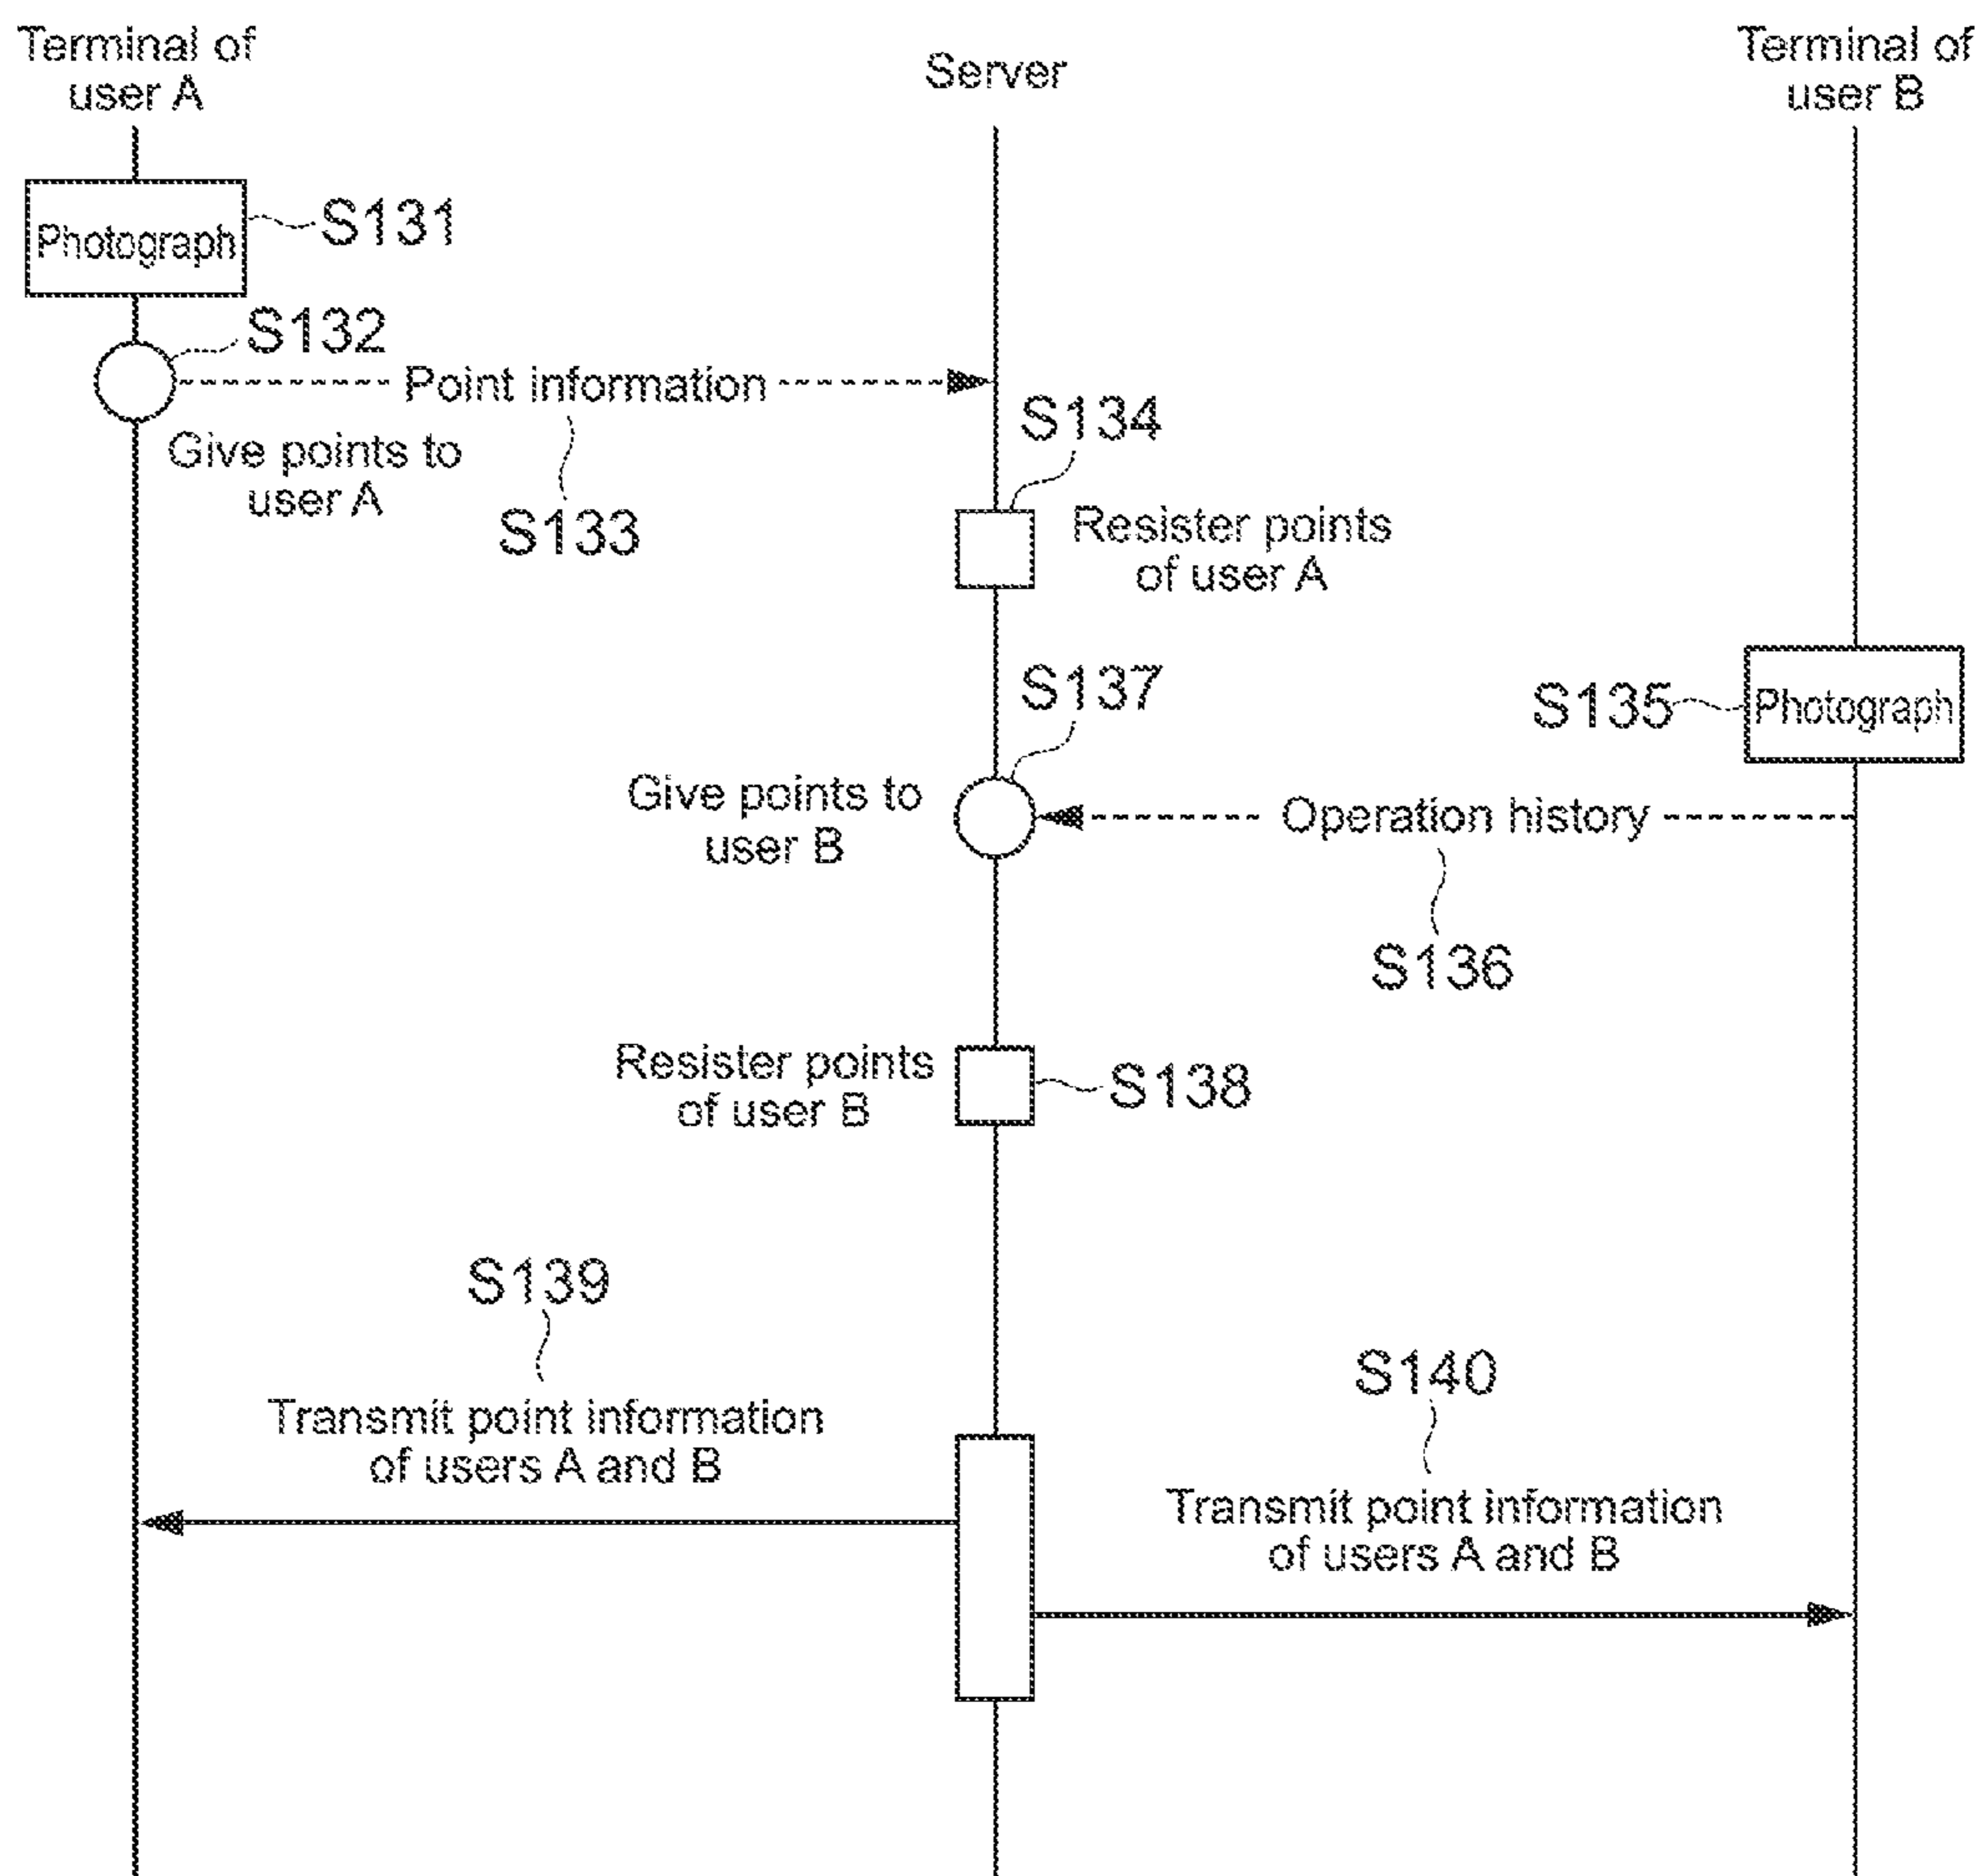 Terminal of
user A
Server
Terminal of
user B
Photograph
S131
S132
Point information
Give points to
user A
S133
S134
Resister points
of user A
S135
Photograph
S137
Give points to
user B
Operation history
S136
Resister points
of user B
S138
S139
Transmit point information
of users A and B
S140
Transmit point information
of users A and B